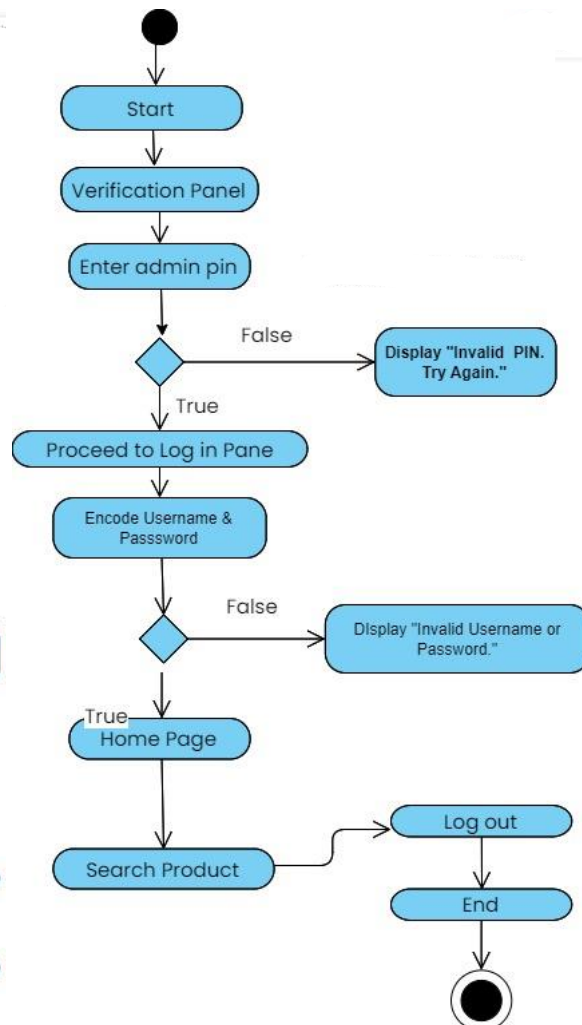 Start
Verification Panel
Enter admin pin
False
Display "Invalid  PIN.
Try Again."
True
Proceed to Log in Pane
Encode Username &
Passsword
False
DIsplay "Invalid Username or
Password."
True
Home Page
Search Product
Log out
End